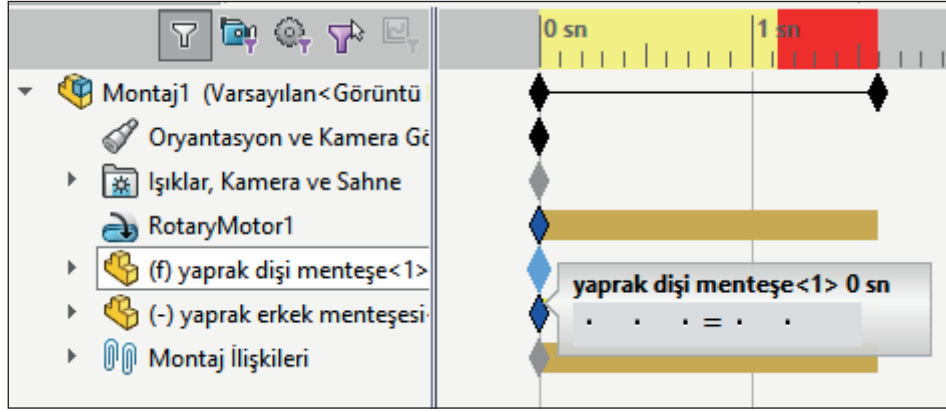 0 sn
1 sn
Montaj1 (Varsayılan<Görüntü
Oryantasyon ve Kamera Gö
Işıklar, Kamera ve Sahne
RotaryMotor1
(f) yaprak dişi menteşe<1>
yaprak dişi menteşe<1> 0 sn
(-) yaprak erkek menteşesi
Montaj İlişkileri